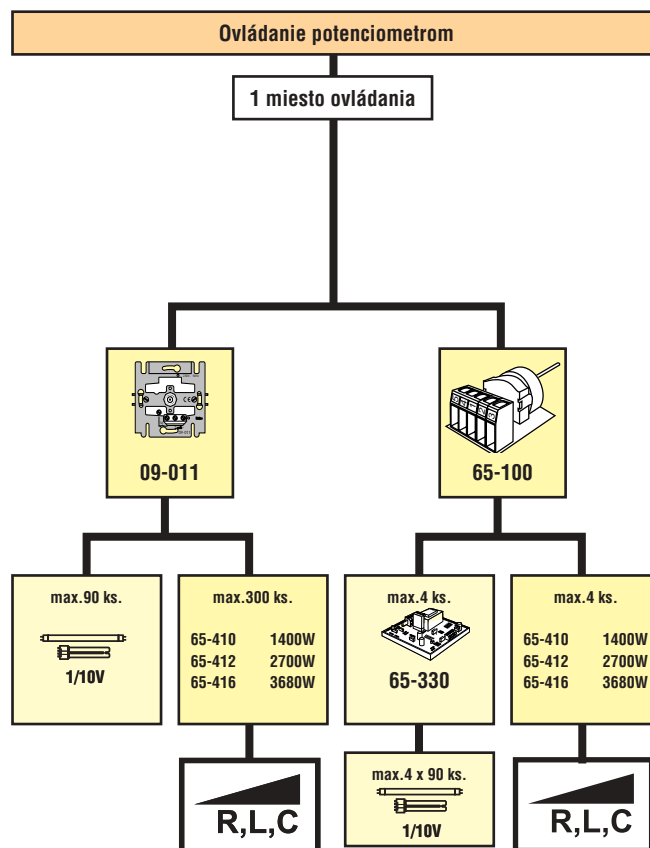 Ovládanie potenciometrom
1 miesto ovládania
09-011
65-100
max.90 ks.
1/10V
max.300 ks.
65-410 1400W
65-412 2700W
65-416 3680W
R,L,C
max.4 ks.
65-330
max.4 x 90 ks.
1/10V
max.4 ks.
65-410 1400W
65-412 2700W
65-416 3680W
R,L,C